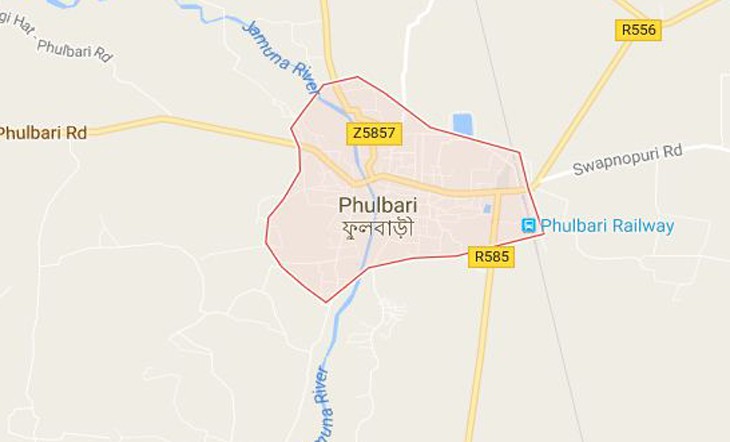 gi Hat - Phulbari Rd
Jamuna River
R556
Phulbari Rd
Z5857
Swapnopuri Rd
Phulbari
ফুলবাড়ী
Phulbari Railway
R585
una River